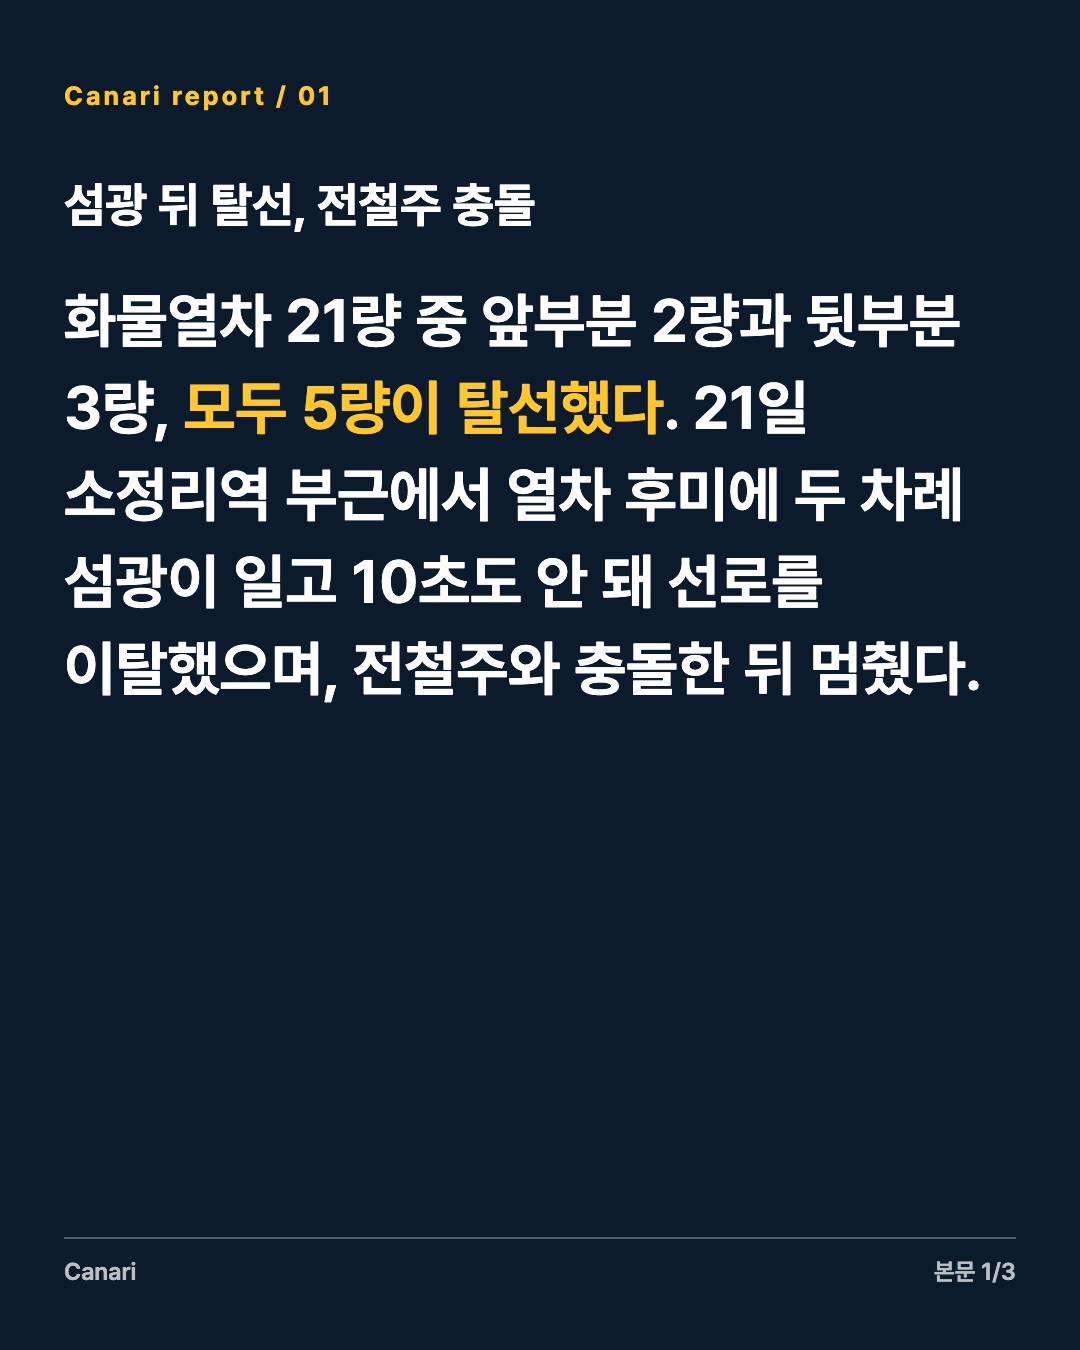 Canari report / 01
섬광 뒤 탈선, 전철주 충돌
화물열차 21량 중 앞부분 2량과 뒷부분
3량, 모두 5량이 탈선했다. 21일
소정리역 부근에서 열차 후미에 두 차례
섬광이 일고 10초도 안 돼 선로를
이탈했으며, 전철주와 충돌한 뒤 멈췄다.
Canari
본문 1/3